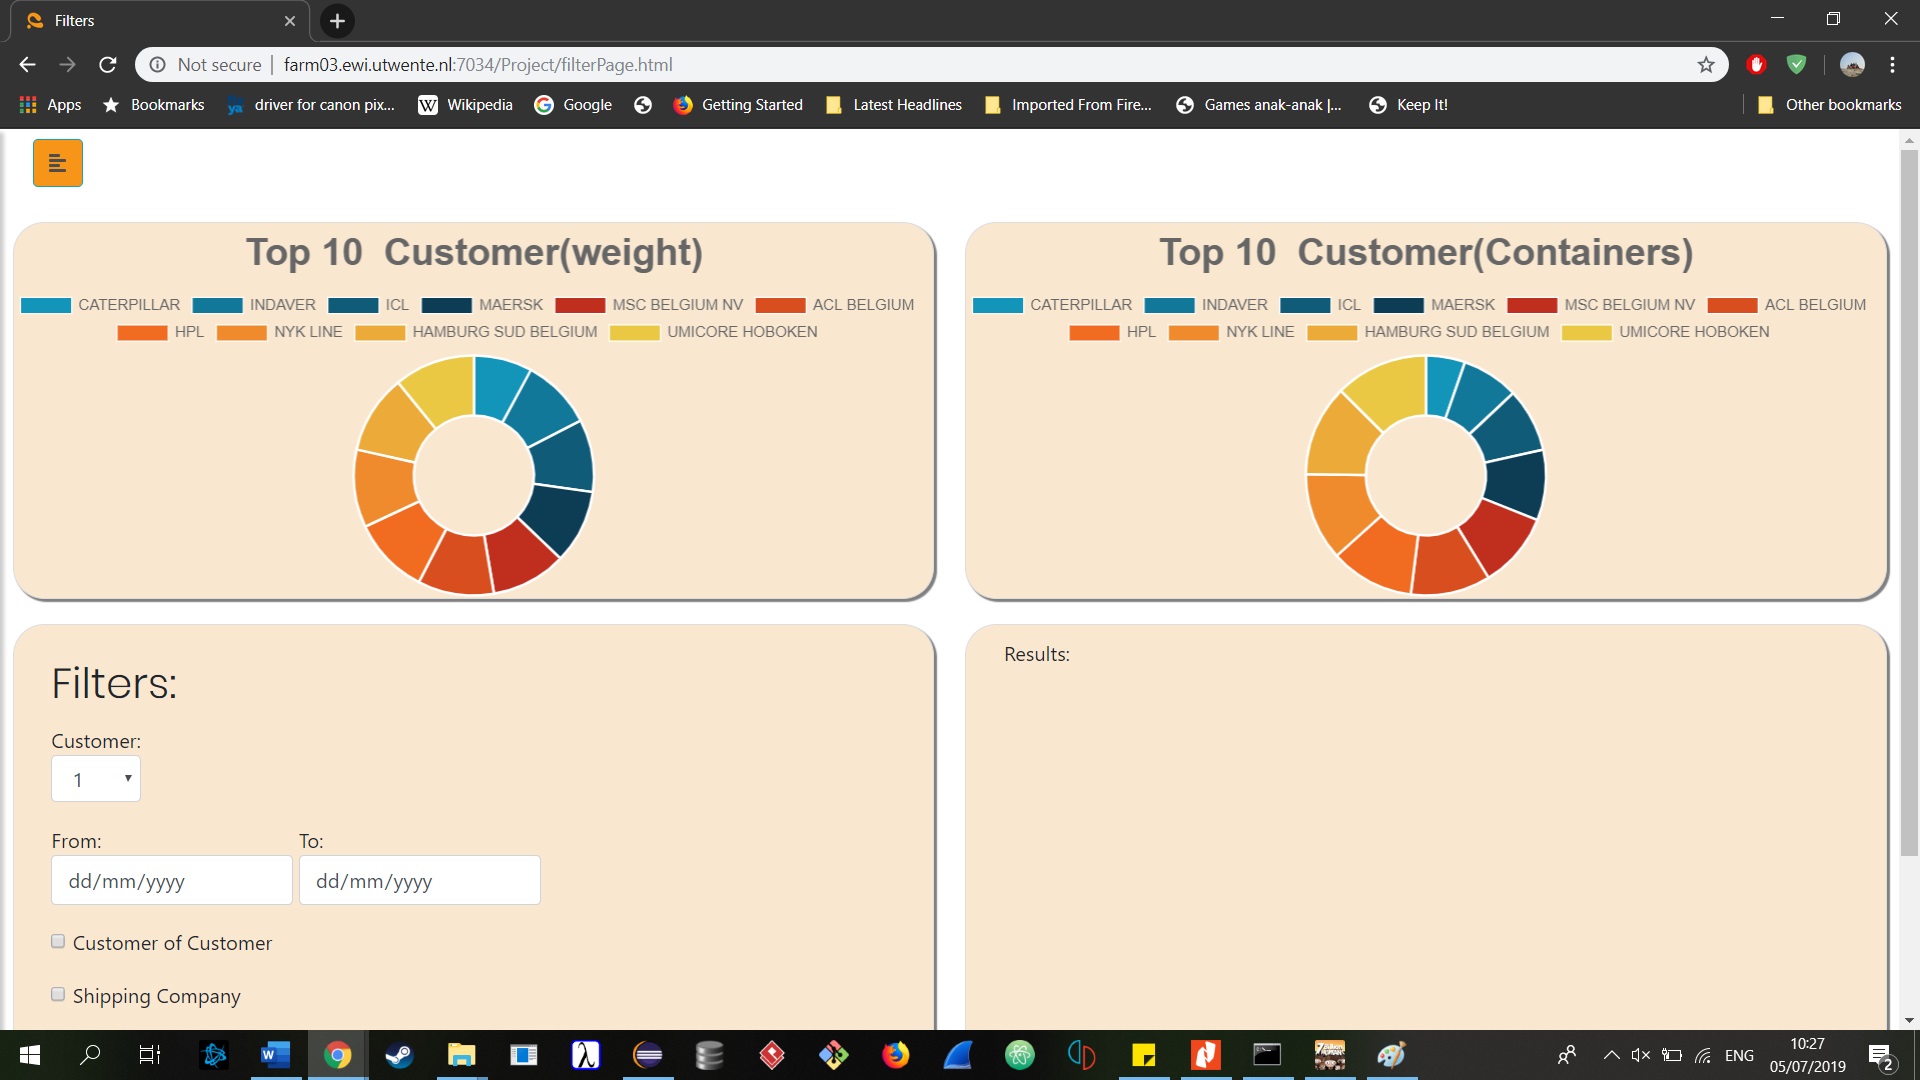 Filters
Not secure | farm03.ewi.utwente.nl:7034/Project/filterPage.html
Apps Bookmarks ya driver for canon pix... W Wikipedia Google Getting Started Latest Headlines Imported From Fire... Games anak-anak |... Keep It! Other bookmarks
Top 10 Customer(weight)
CATERPILLAR INDAVER ICL MAERSK MSC BELGIUM NV ACL BELGIUM
HPL NYK LINE HAMBURG SUD BELGIUM UMICORE HOBOKEN
Top 10 Customer(Containers)
CATERPILLAR INDAVER ICL MAERSK MSC BELGIUM NV ACL BELGIUM
HPL NYK LINE HAMBURG SUD BELGIUM UMICORE HOBOKEN
Filters:
Customer:
1
From: To:
dd/mm/yyyy dd/mm/yyyy
Customer of Customer
Shipping Company
Results:
ENG
10:27
05/07/2019
2